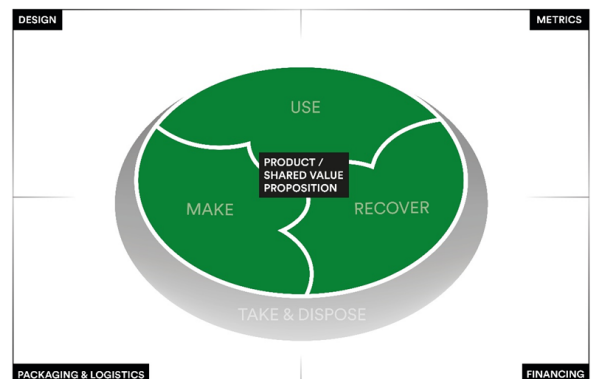 DESIGN
METRICS
USE
PRODUCT /
SHARED VALUE
PROPOSITION
MAKE
RECOVER
TAKE & DISPOSE
PACKAGING & LOGISTICS
FINANCING